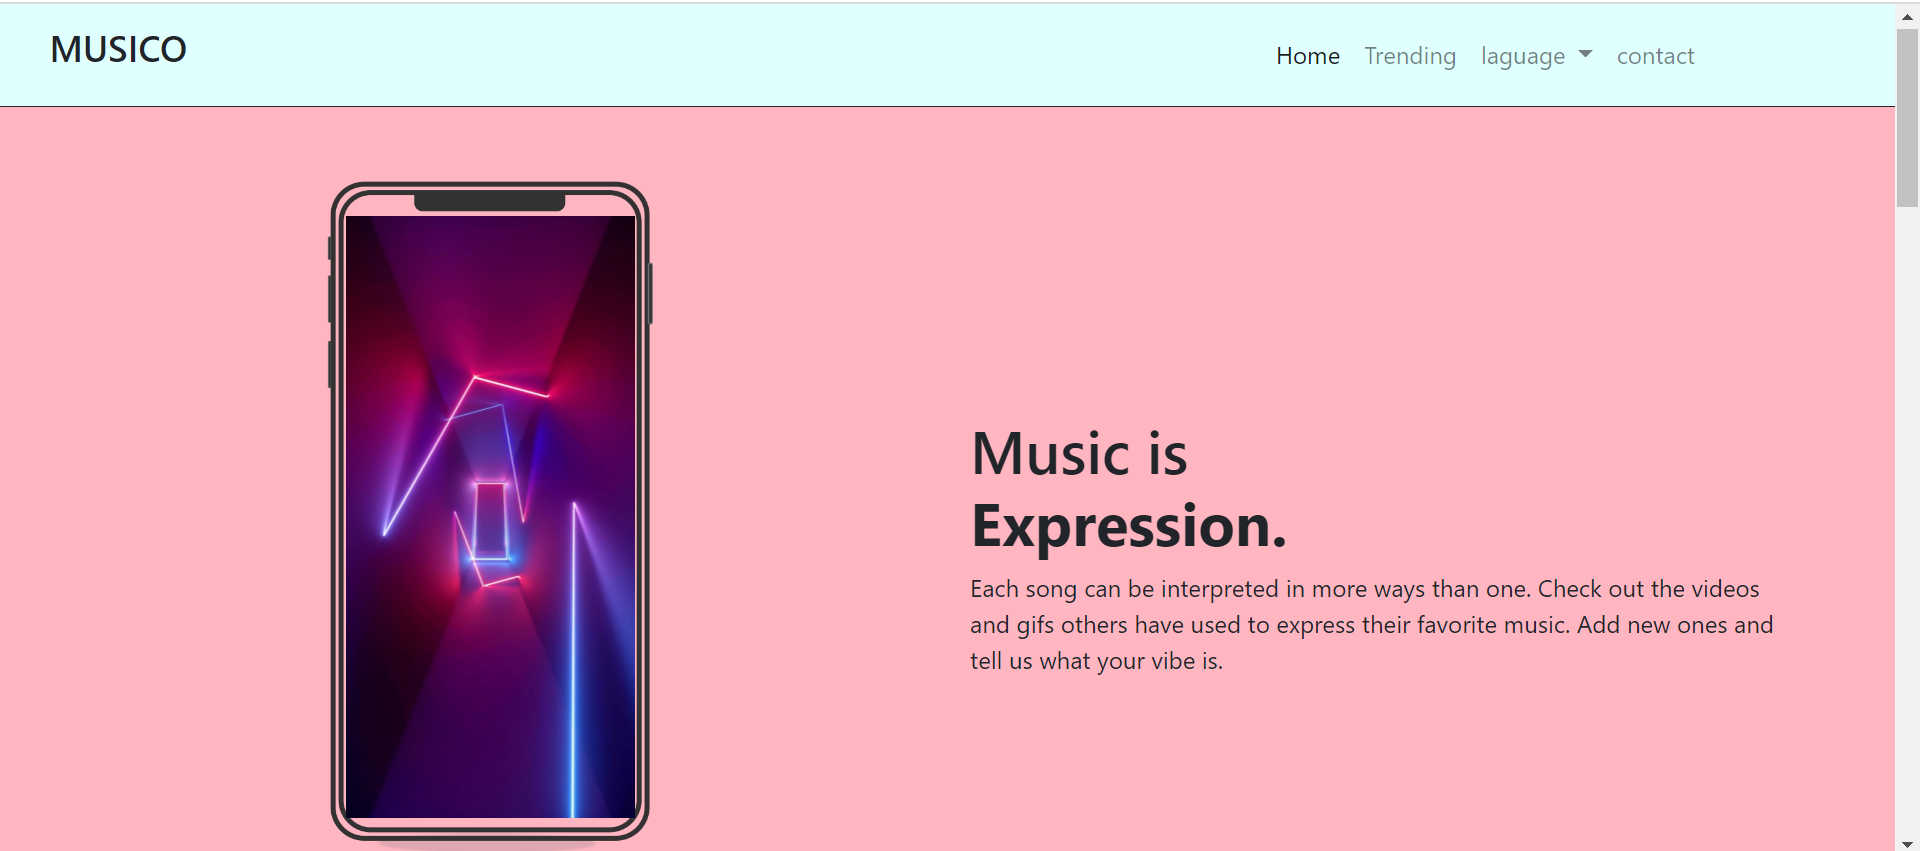 MUSICO
Home Trending laguage contact
Music is
Expression.
Each song can be interpreted in more ways than one. Check out the videos
and gifs others have used to express their favorite music. Add new ones and
tell us what your vibe is.